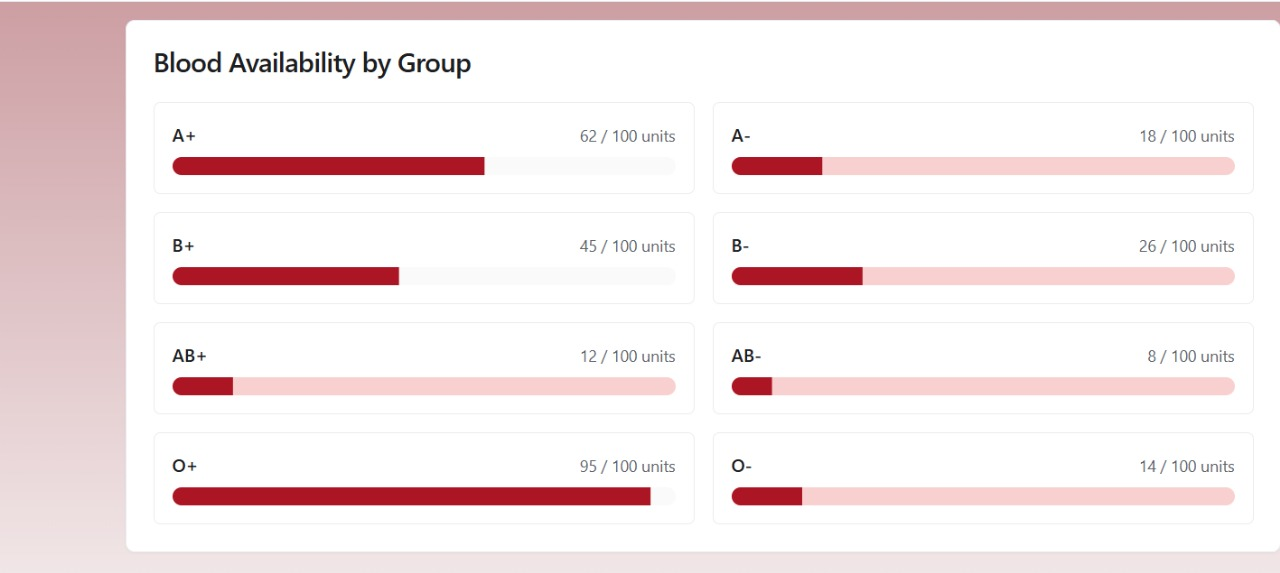 Blood Availability by Group
A+ 62 / 100 units
A- 18 / 100 units
B+ 45 / 100 units
B- 26 / 100 units
AB+ 12 / 100 units
AB- 8 / 100 units
O+ 95 / 100 units
O- 14 / 100 units